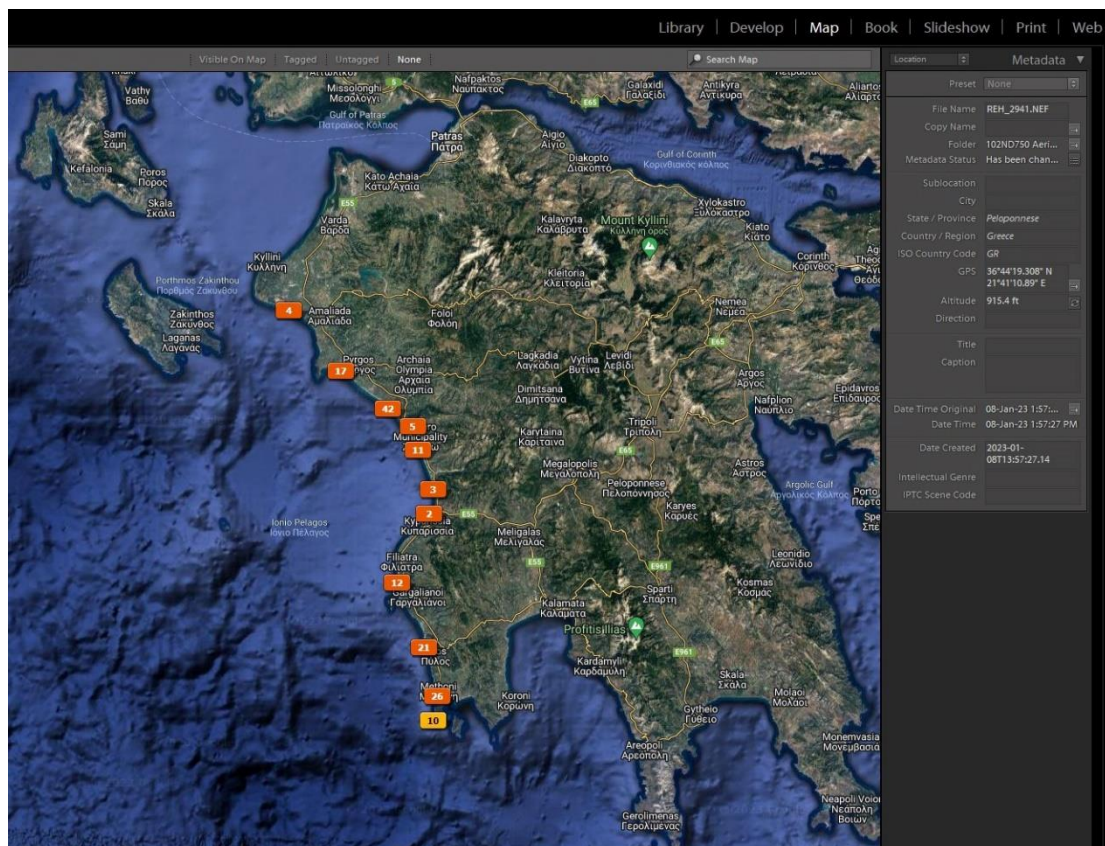 Library | Develop | Map | Book | Slideshow | Print | Web
Visible On Map | Tagged | Untagged | None
Search Map
Location
Metadata
Preset None
File Name REH_2941.NEF
Copy Name
Folder 102ND750 Aeri...
Metadata Status Has been chan...
Sublocation
City
State / Province Peloponnese
Country / Region Greece
ISO Country Code GR
GPS 36°44'19.308" N
21°41'10.89" E
Altitude 915.4 ft
Direction
Title
Caption
Date Time Original 08-Jan-23 1:57:...
Date Time 08-Jan-23 1:57:27 PM
Date Created 2023-01-
08T13:57:27.14
Intellectual Genre
IPTC Scene Code
Vathy
Βαθύ
Missolonghi
Μεσολόγγι
5
Nafpaktos
Ναύπακτος
E65
Galaxidi
Γαλαξίδι
Antikyra
Αντίκυρα
Gulf of Patras
Πατραϊκός Κόλπος
Sami
Σάμη
Patras
Πάτρα
Aigio
Αίγιο
Diakopto
Διακοπτό
Gulf of Corinth
Κορινθιακός κόλπος
Kefalonia
Poros
Πόρος
Skala
Σκάλα
Kato Achaia
Κάτω Αχαΐα
E55
Xylokastro
Ξυλόκαστρο
Varda
Βάρδα
Kalavryta
Καλάβρυτα
Mount Kyllini
Κυλλήνη όρος
Kiato
Κιάτο
Kyllini
Κυλλήνη
Corinth
Κόρινθος
Kleitoria
Κλειτορία
Porthmos Zakinthou
Πορθμός Ζακύνθου
Zakinthos
Ζάκυνθος
Laganas
Λαγανάς
4
Amaliada
Αμαλιάδα
Foloi
Φολόη
Nemea
Νεμέα
E65
Pyrgos
17
Archaia
Olympia
Αρχαία
Ολυμπία
Lagkadia
Λαγκάδια
Vytina
Βυτίνα
Levidi
Λεβίδι
Argos
Άργος
Epidavros
Επίδαυρος
Dimitsana
Δημητσάνα
Nafplion
Ναύπλιο
42
5
Municipality
11
Karytaina
Καρίταινα
Tripoli
Τρίπολη
E65
Megalopolis
Μεγαλόπολη
Astros
Άστρος
Peloponnese
Πελοπόννησος
Argolic Gulf
Αργολικός Κόλπος
3
Karyes
Καρυές
2
E55
Κυπαρισσία
Ionio Pelagos
Ιόνιο Πέλαγος
Meligalas
Μελιγαλάς
Leonidio
Λεωνίδιο
Filiatra
Φιλιατρά
E55
E961
12
Gargalianoi
Γαργαλιάνοι
Sparti
Σπάρτη
Kosmas
Κοσμάς
Kalamata
Καλαμάτα
Profitis Ilias
21
Πύλος
E961
Kardamyli
Καρδαμύλη
Skala
Σκάλα
Methoni
26
Koroni
Κορώνη
Molaoi
Μολάοι
10
Gytheio
Γύθειο
Areopoli
Αρεόπολη
Monemvasia
Μονεμβασιά
Gerolimenas
Γερολιμένας
Neapoli Voion
Νεάπολη
Βοιών